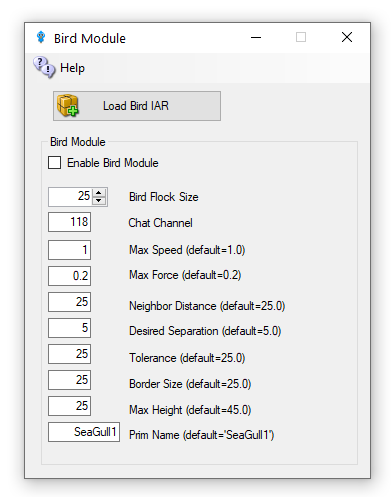 Bird Module
Help
Load Bird IAR
Bird Module
Enable Bird Module
25 Bird Flock Size
118 Chat Channel
1 Max Speed (default=1.0)
0.2 Max Force (default=0.2)
25 Neighbor Distance (default=25.0)
5 Desired Separation (default=5.0)
25 Tolerance (default=25.0)
25 Border Size (default=25.0)
25 Max Height (default=45.0)
SeaGull1 Prim Name (default='SeaGull1')